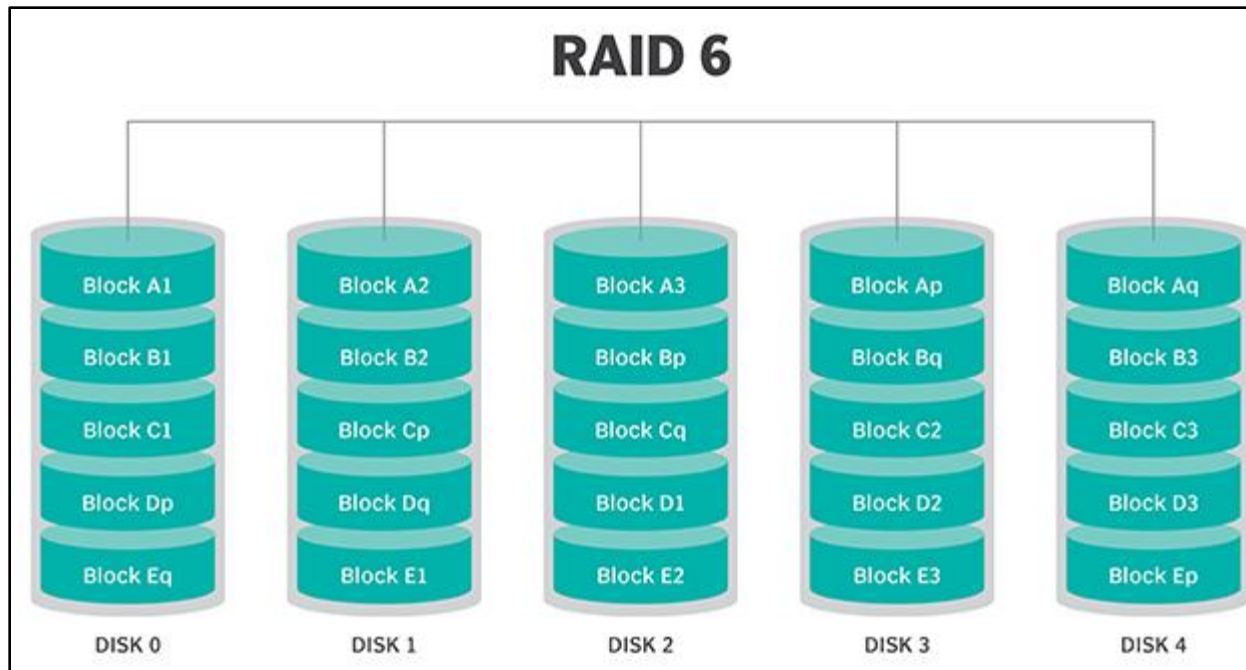 RAID 6
Block A1 Block A2 Block A3 Block Ap Block Aq
Block B1 Block B2 Block Bp Block Bq Block B3
Block C1 Block Cp Block Cq Block C2 Block C3
Block Dp Block Dq Block D1 Block D2 Block D3
Block Eq Block E1 Block E2 Block E3 Block Ep
DISK 0 DISK 1 DISK 2 DISK 3 DISK 4